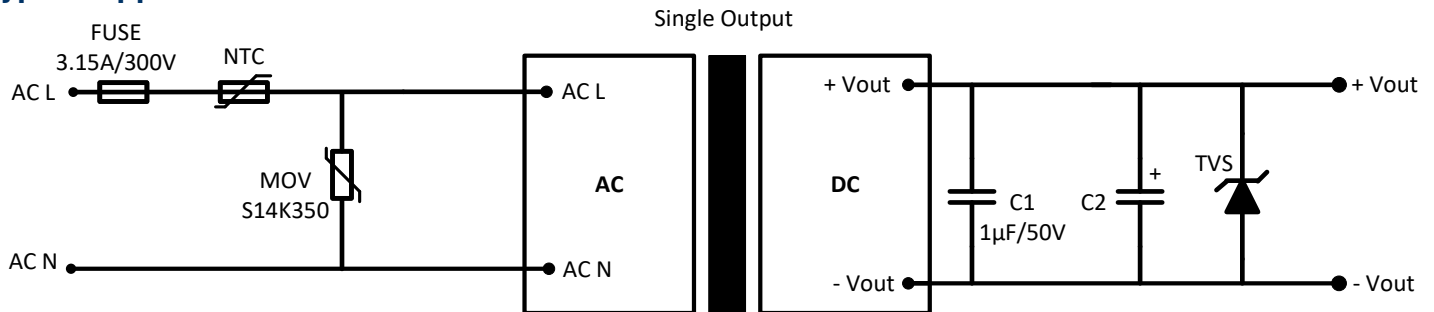 Single Output
FUSE
3.15A/300V
NTC
AC L
AC L
+ Vout
+ Vout
MOV
S14K350
AC
DC
C1
1µF/50V
C2
+
TVS
AC N
AC N
- Vout
- Vout